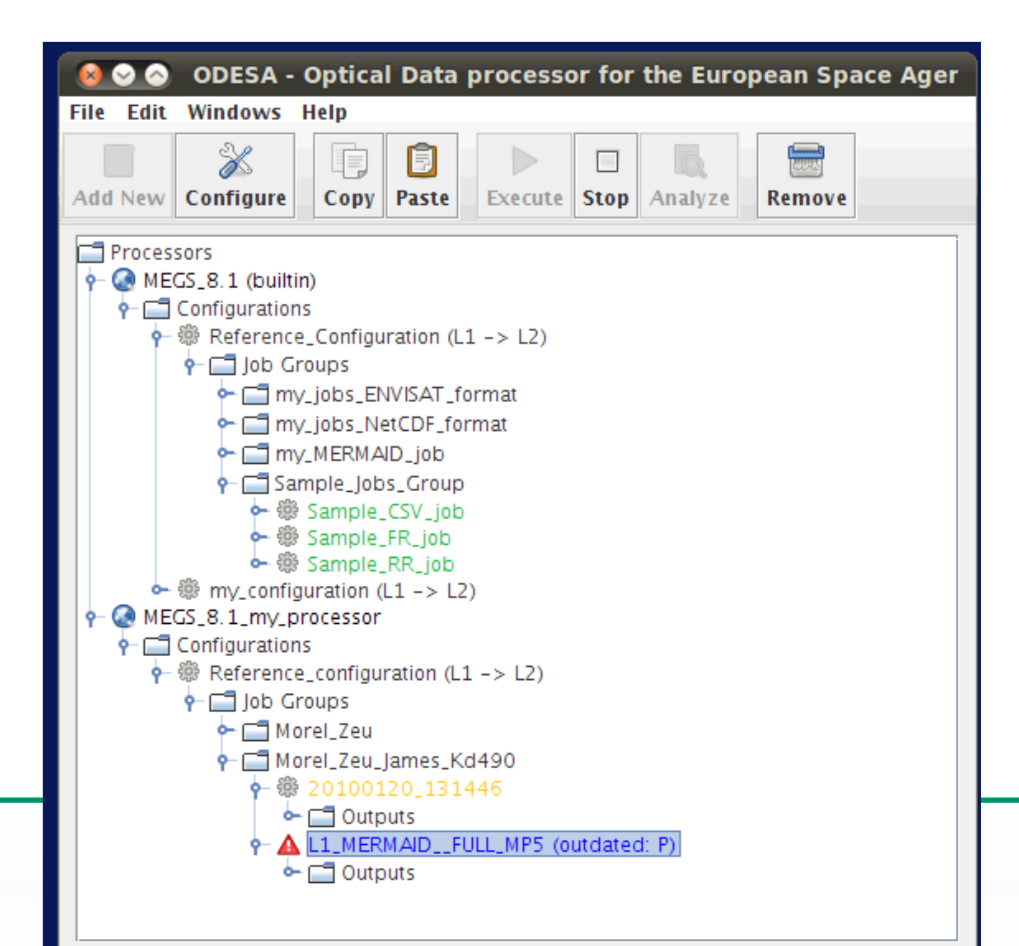 ODESA - Optical Data processor for the European Space Ager
File Edit Windows Help
Add New Configure Copy Paste Execute Stop Analyze Remove
Processors
MEGS_8.1 (builtin)
Configurations
Reference_Configuration (L1 -> L2)
Job Groups
my_jobs_ENVISAT_format
my_jobs_NetCDF_format
my_MERMAID_job
Sample_Jobs_Group
Sample_CSV_job
Sample_FR_job
Sample_RR_job
my_configuration (L1 -> L2)
MEGS_8.1_my_processor
Configurations
Reference_configuration (L1 -> L2)
Job Groups
Morel_Zeu
Morel_Zeu_James_Kd490
20100120_131446
Outputs
L1_MERMAID__FULL_MP5 (outdated: P)
Outputs